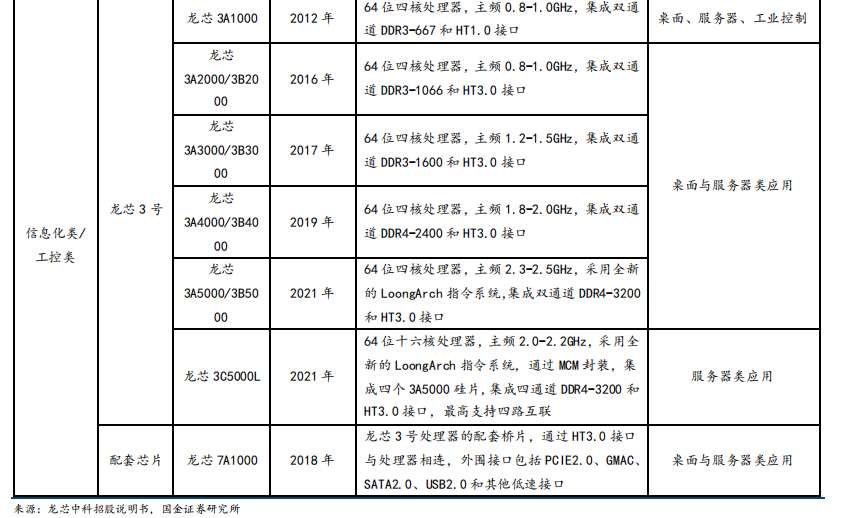 龙芯 3A1000
2012 年
64 位四核处理器，主频 0.8-1.0GHz，集成双通
道 DDR3-667 和 HT1.0 接口
桌面、服务器、工业控制
龙芯
3A2000/3B20
00
2016 年
64 位四核处理器，主频 0.8-1.0GHz，集成双通
道 DDR3-1066 和 HT3.0 接口
龙芯
3A3000/3B30
00
2017 年
64 位四核处理器，主频 1.2-1.5GHz，集成双通
道 DDR3-1600 和 HT3.0 接口
桌面与服务器类应用
信息化类/
工控类
龙芯 3 号
龙芯
3A4000/3B40
00
2019 年
64 位四核处理器，主频 1.8-2.0GHz，集成双通
道 DDR4-2400 和 HT3.0 接口
龙芯
3A5000/3B50
00
2021 年
64 位四核处理器，主频 2.3-2.5GHz，采用全新
的 LoongArch 指令系统,集成双通道 DDR4-3200
和 HT3.0 接口
龙芯 3C5000L
2021 年
64 位十六核处理器，主频 2.0-2.2GHz，采用全
新的 LoongArch 指令系统，通过 MCM 封装，集
成四个 3A5000 硅片，集成四通道 DDR4-3200 和
HT3.0 接口，最高支持四路互联
服务器类应用
配套芯片
龙芯 7A1000
2018 年
龙芯 3 号处理器的配套桥片，通过 HT3.0 接口
与处理器相连，外围接口包括 PCIE2.0、GMAC、
SATA2.0、USB2.0 和其他低速接口
桌面与服务器类应用
来源：龙芯中科招股说明书，国金证券研究所